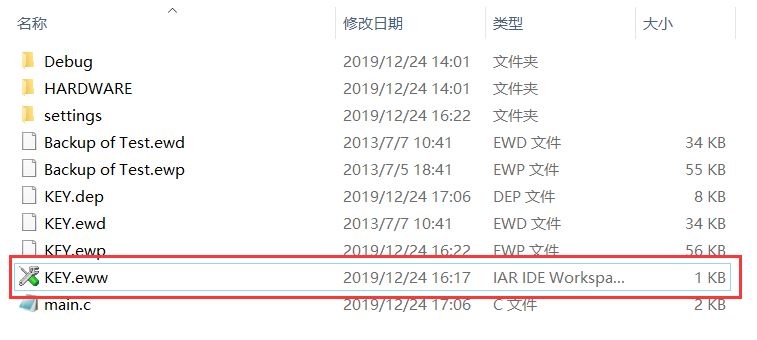 名称 修改日期 类型 大小
Debug 2019/12/24 14:01 文件夹
HARDWARE 2019/12/24 14:01 文件夹
settings 2019/12/24 16:22 文件夹
Backup of Test.ewd 2013/7/7 10:41 EWD 文件 34 KB
Backup of Test.ewp 2013/7/5 18:41 EWP 文件 55 KB
KEY.dep 2019/12/24 17:06 DEP 文件 8 KB
KEY.ewd 2013/7/7 10:41 EWD 文件 34 KB
KEY.ewp 2019/12/24 16:22 EWP 文件 56 KB
KEY.eww 2019/12/24 16:17 IAR IDE Workspa... 1 KB
main.c 2019/12/24 17:06 C 文件 2 KB